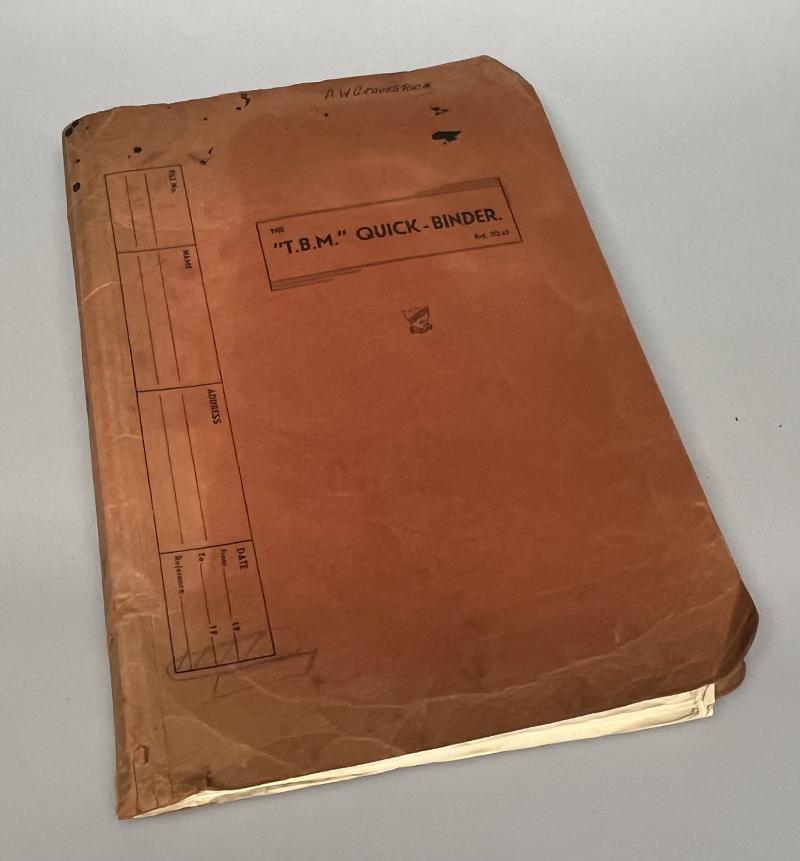 A W GRAVESTOCK
THE
"T.B.M." QUICK-BINDER.
FILE No.
NAME
ADDRESS
DATE
From 19
To 19
Reference